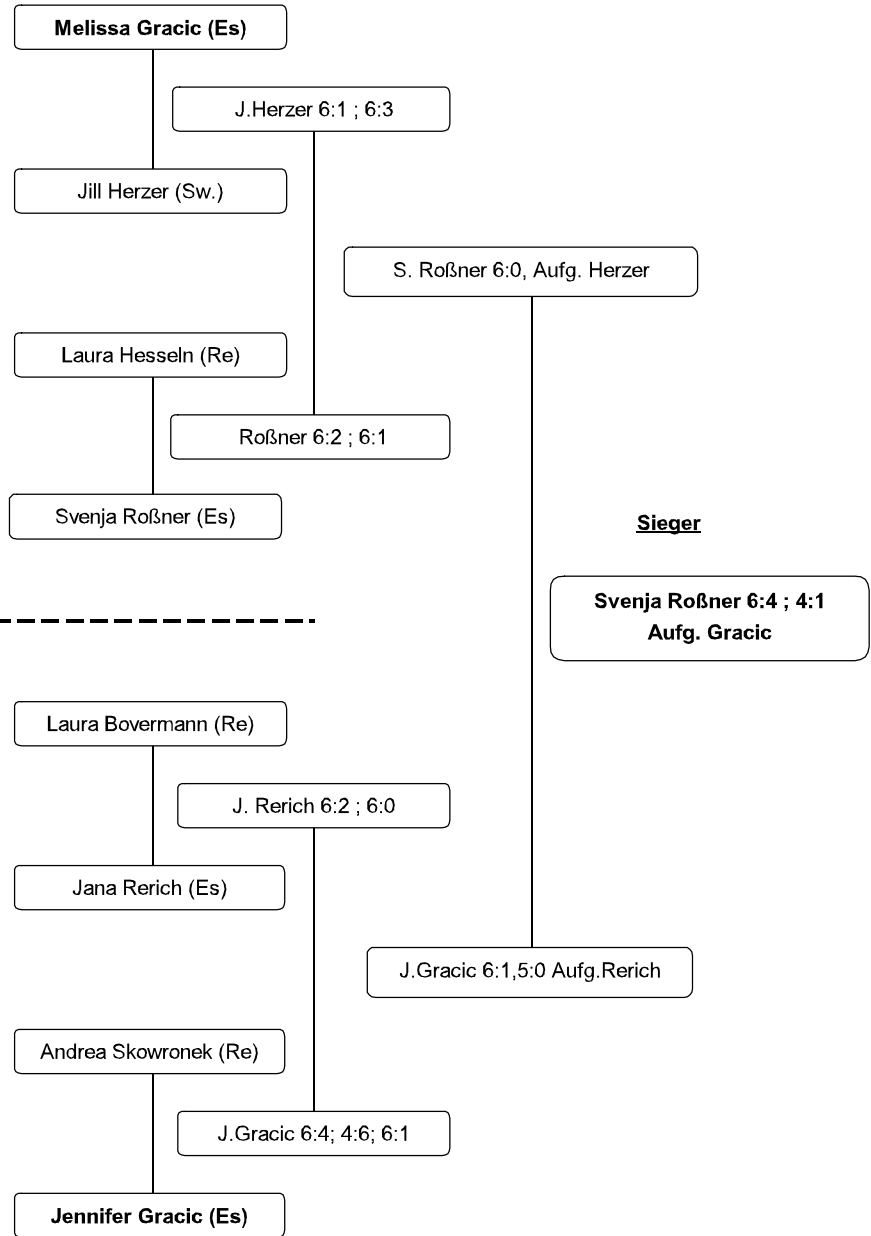 Melissa Gracic (Es)
J.Herzer 6:1 ; 6:3
Jill Herzer (Sw.)
S. Roßner 6:0, Aufg. Herzer
Laura Hesseln (Re)
Roßner 6:2 ; 6:1
Svenja Roßner (Es)
Sieger
Svenja Roßner 6:4 ; 4:1
Aufg. Gracic
Laura Bovermann (Re)
J. Rerich 6:2 ; 6:0
Jana Rerich (Es)
J.Gracic 6:1,5:0 Aufg.Rerich
Andrea Skowronek (Re)
J.Gracic 6:4; 4:6; 6:1
Jennifer Gracic (Es)